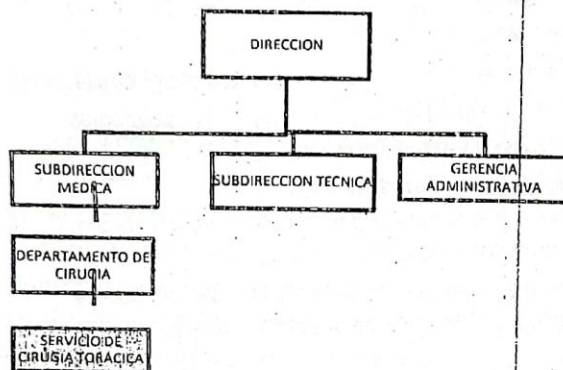 DIRECCION
SUBDIRECCION
MEDICA
SUBDIRECCION TECNICA
GERENCIA
ADMINISTRATIVA
DEPARTAMENTO DE
CIRUGIA
SERVICIO DE
CIRUGIA TORACICA